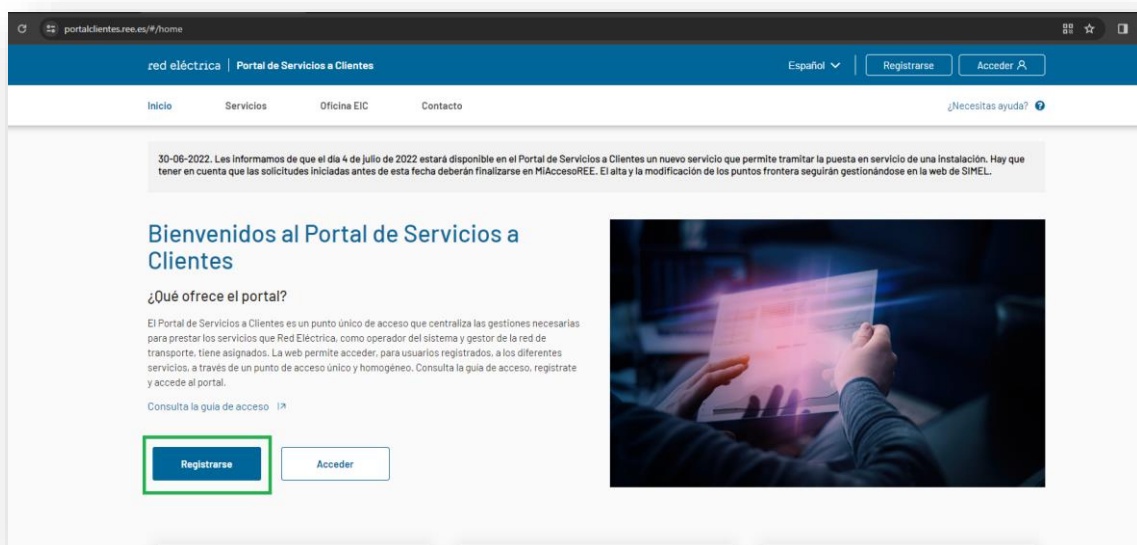 portalclientes.ree.es/#/home
red eléctrica | Portal de Servicios a Clientes
Español
Registrarse
Acceder
Inicio
Servicios
Oficina EIC
Contacto
¿Necesitas ayuda?
30-06-2022. Les informamos de que el día 4 de julio de 2022 estará disponible en el Portal de Servicios a Clientes un nuevo servicio que permite tramitar la puesta en servicio de una instalación. Hay que
tener en cuenta que las solicitudes iniciadas antes de esta fecha deberán finalizarse en MiAccesoREE. El alta y la modificación de los puntos frontera seguirán gestionándose en la web de SIMEL.
Bienvenidos al Portal de Servicios a
Clientes
¿Qué ofrece el portal?
El Portal de Servicios a Clientes es un punto único de acceso que centraliza las gestiones necesarias
para prestar los servicios que Red Eléctrica, como operador del sistema y gestor de la red de
transporte, tiene asignados. La web permite acceder, para usuarios registrados, a los diferentes
servicios, a través de un punto de acceso único y homogéneo. Consulta la guía de acceso, regístrate
y accede al portal.
Consulta la guía de acceso
Registrarse
Acceder